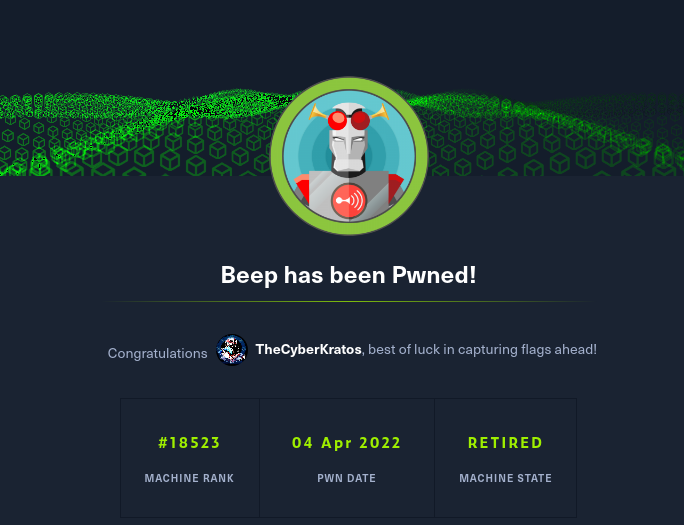 Beep has been Pwned!
Congratulations TheCyberKratos, best of luck in capturing flags ahead!
#18523 04 Apr 2022 RETIRED
MACHINE RANK PWN DATE MACHINE STATE